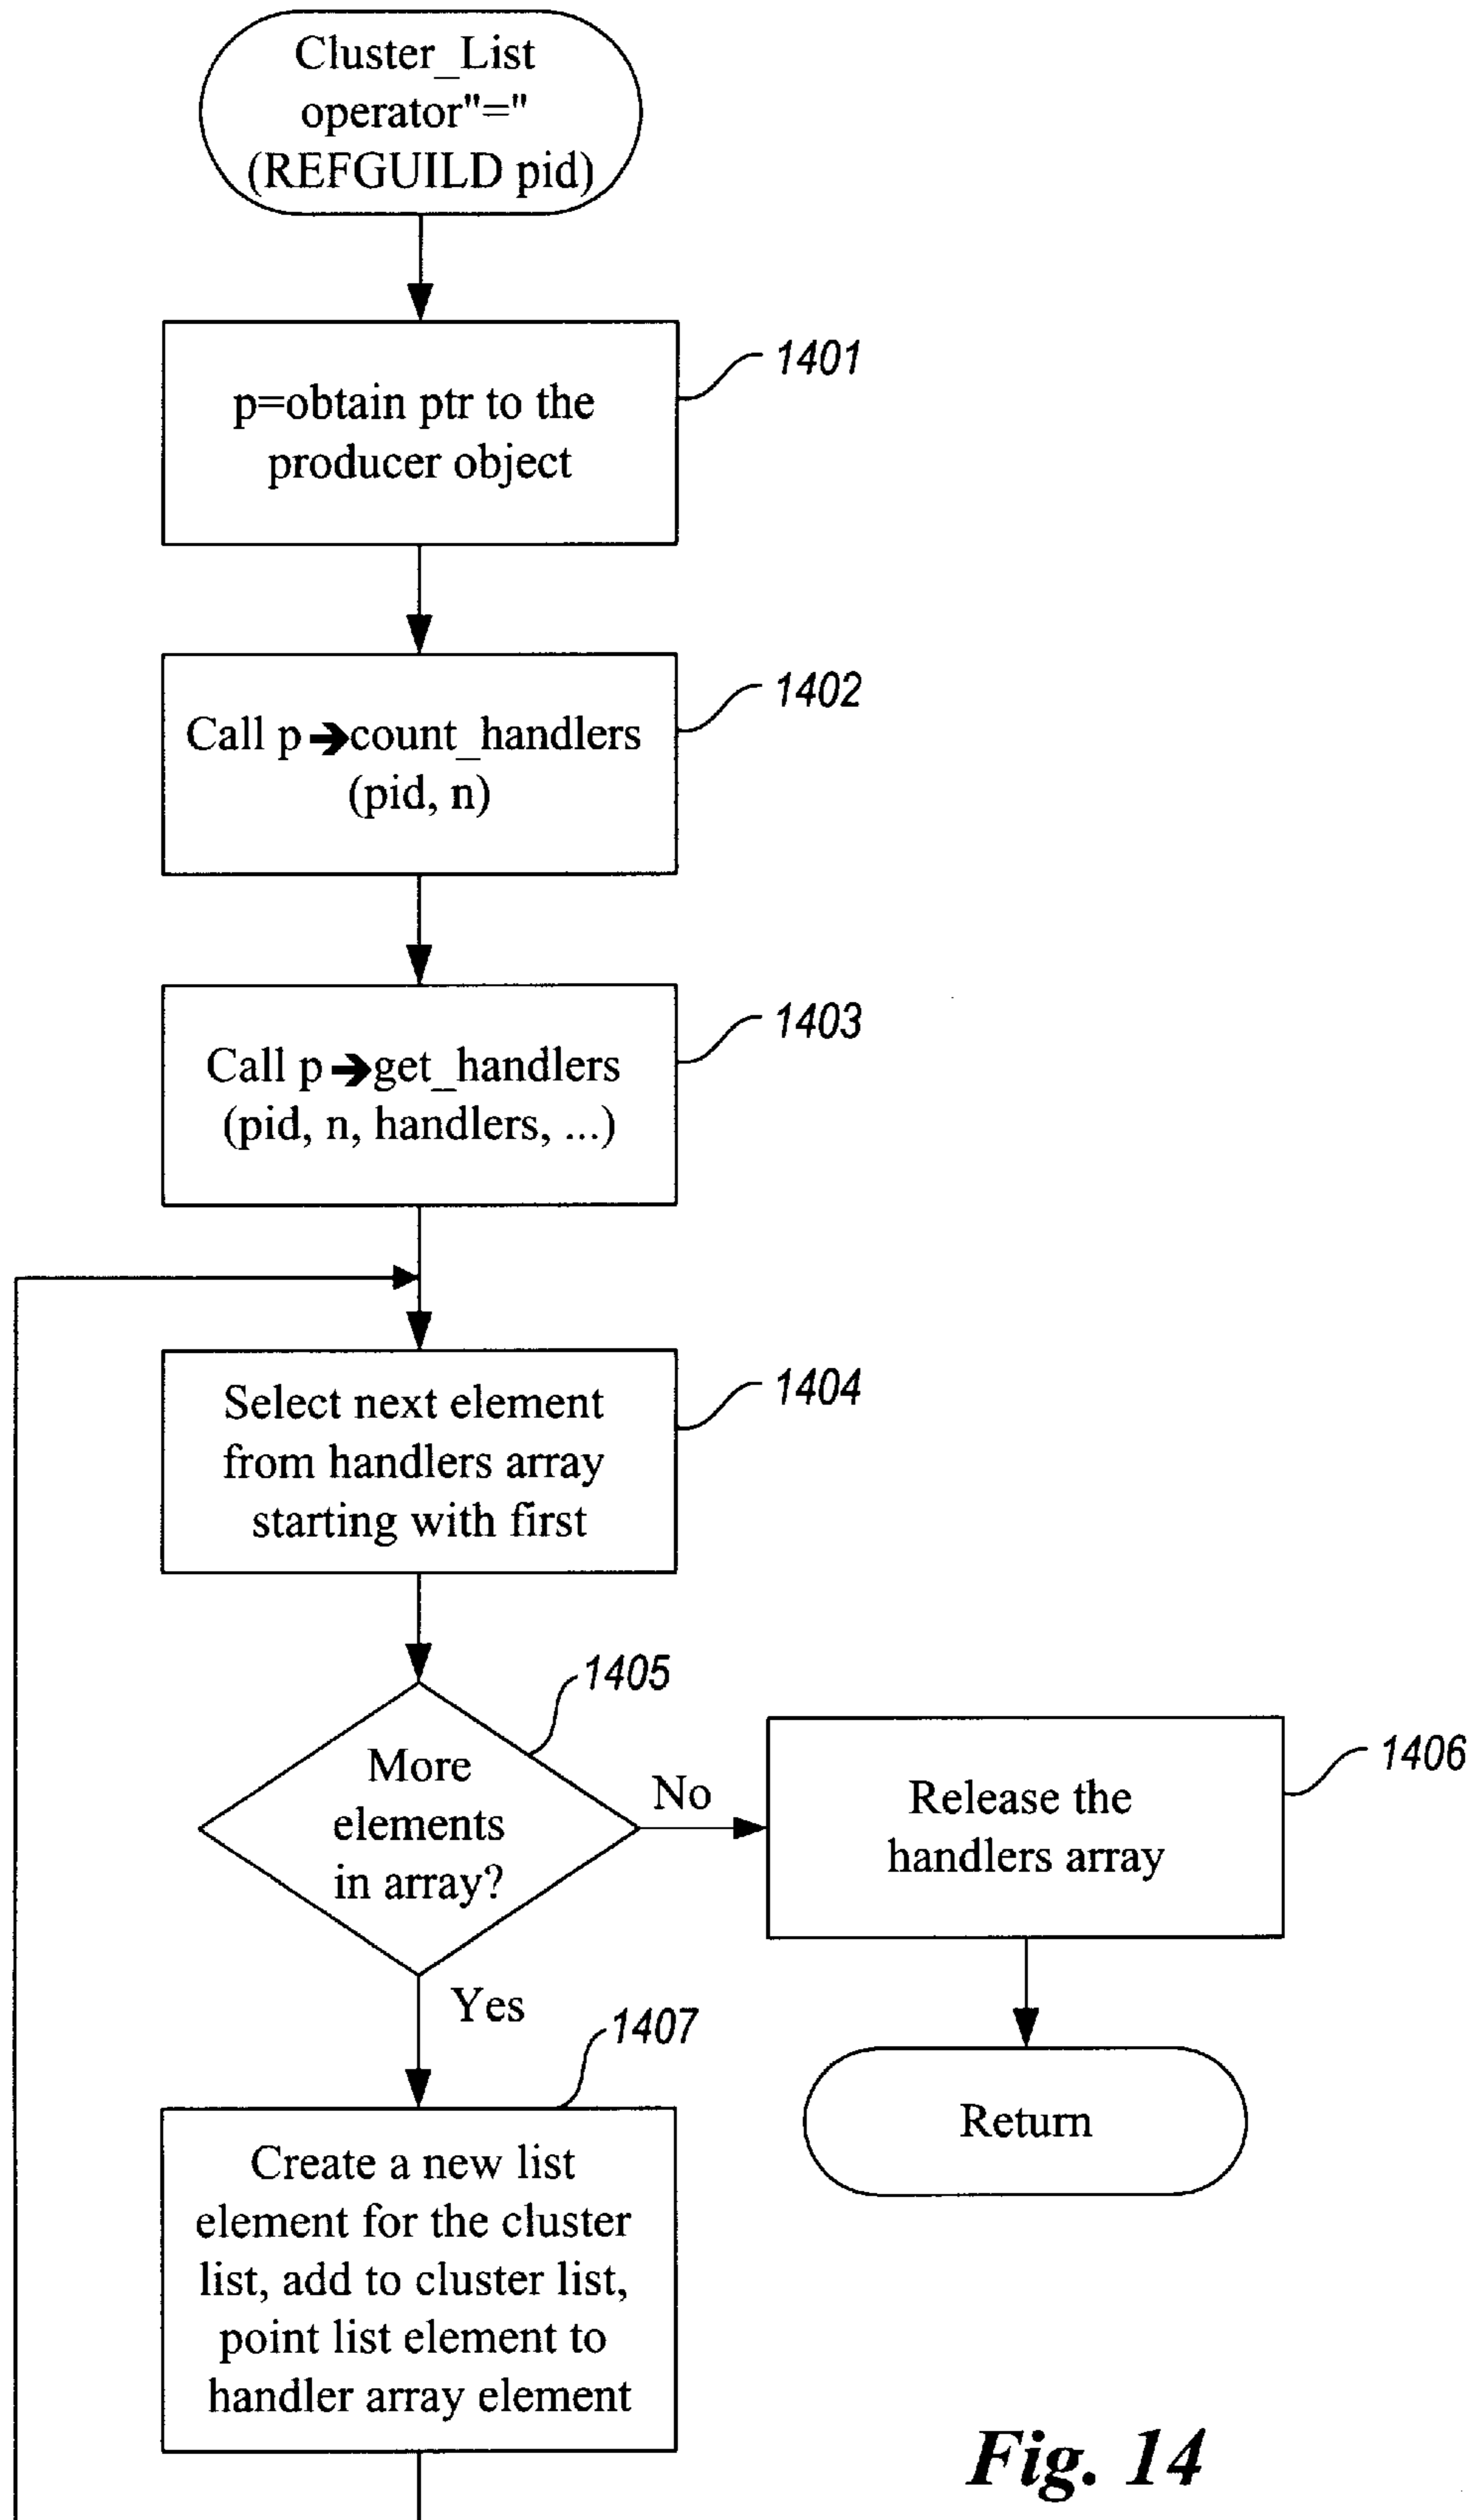 Cluster_List
operator"="
(REFGUILD pid)
1401
p=obtain ptr to the
producer object
1402
Call p➔count_handlers
(pid, n)
1403
Call p➔get_handlers
(pid, n, handlers, ...)
1404
Select next element
from handlers array
starting with first
1405
More
elements
in array?
No
1406
Release the
handlers array
Yes
1407
Return
Create a new list
element for the cluster
list, add to cluster list,
point list element to
handler array element
Fig. 14